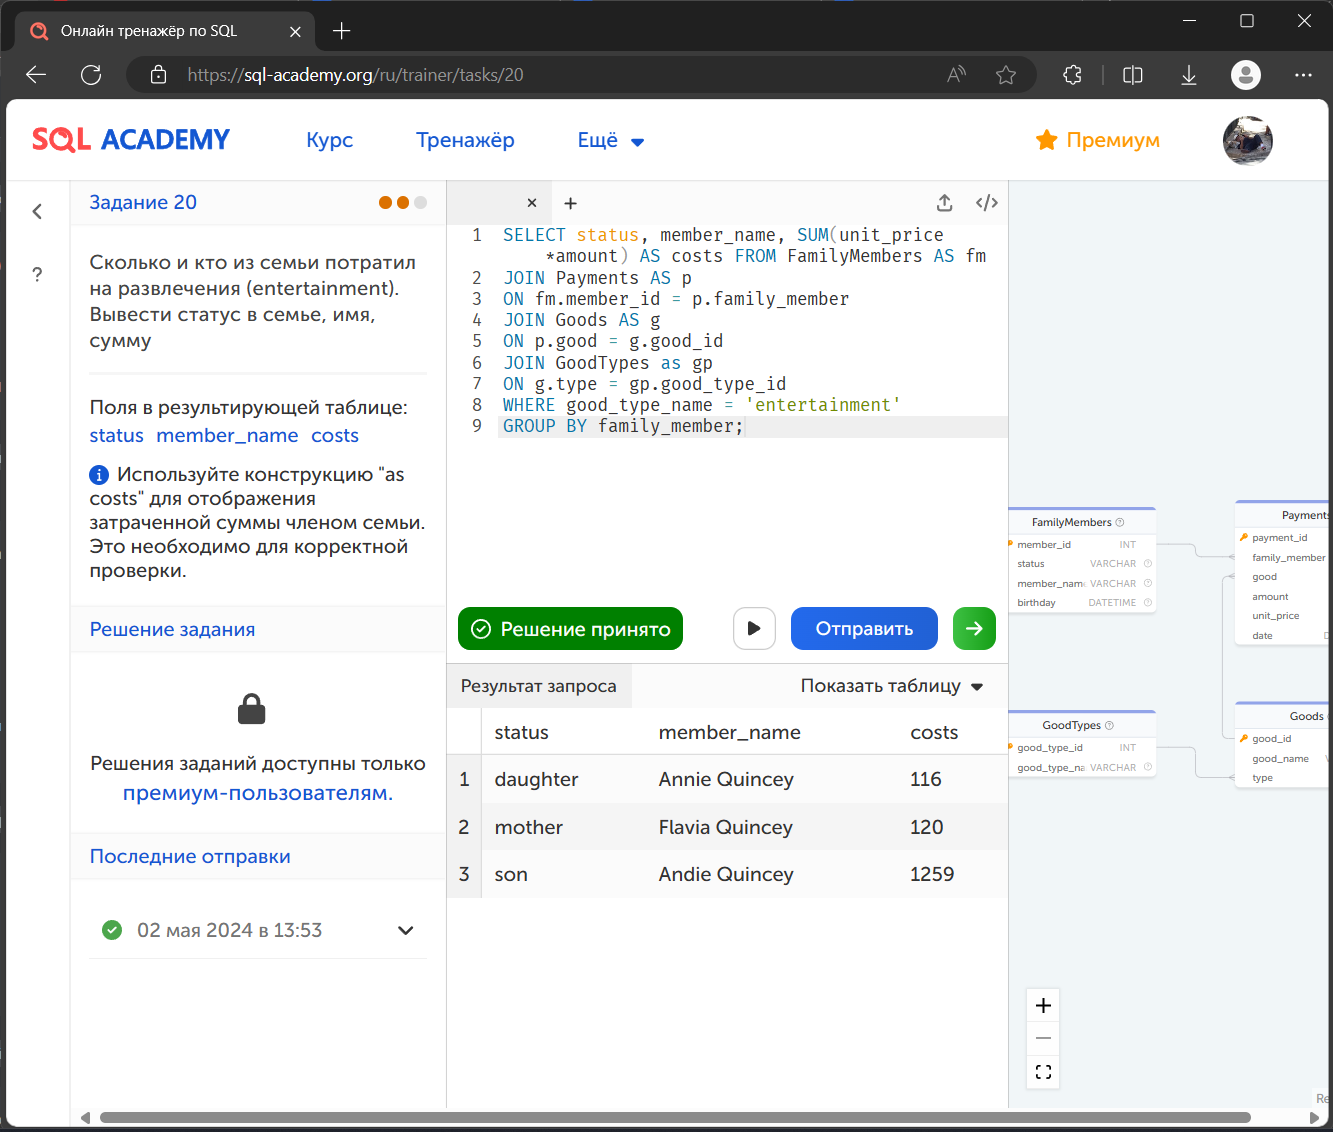 Онлайн тренажёр по SQL
https://sql-academy.org/ru/trainer/tasks/20
SQL ACADEMY
Курс
Тренажёр
Ещё
Премиум
Задание 20
Сколько и кто из семьи потратил
на развлечения (entertainment).
Вывести статус в семье, имя,
сумму
Поля в результирующей таблице:
status member_name costs
Используйте конструкцию "as
costs" для отображения
затраченной суммы членом семьи.
Это необходимо для корректной
проверки.
Решение задания
Решения заданий доступны только
премиум-пользователям.
Последние отправки
02 мая 2024 в 13:53
1 SELECT status, member_name, SUM(unit_price
*amount) AS costs FROM FamilyMembers AS fm
2 JOIN Payments AS p
3 ON fm.member_id = p.family_member
4 JOIN Goods AS g
5 ON p.good = g.good_id
6 JOIN GoodTypes as gp
7 ON g.type = gp.good_type_id
8 WHERE good_type_name = 'entertainment'
9 GROUP BY family_member;
Решение принято
Отправить
Результат запроса
Показать таблицу
status member_name costs
1 daughter Annie Quincey 116
2 mother Flavia Quincey 120
3 son Andie Quincey 1259
FamilyMembers
member_id INT
status VARCHAR
member_name VARCHAR
birthday DATETIME
Payments
payment_id
family_member
good
amount
unit_price
date
GoodTypes
good_type_id INT
good_type_na VARCHAR
Goods
good_id
good_name
type
Re